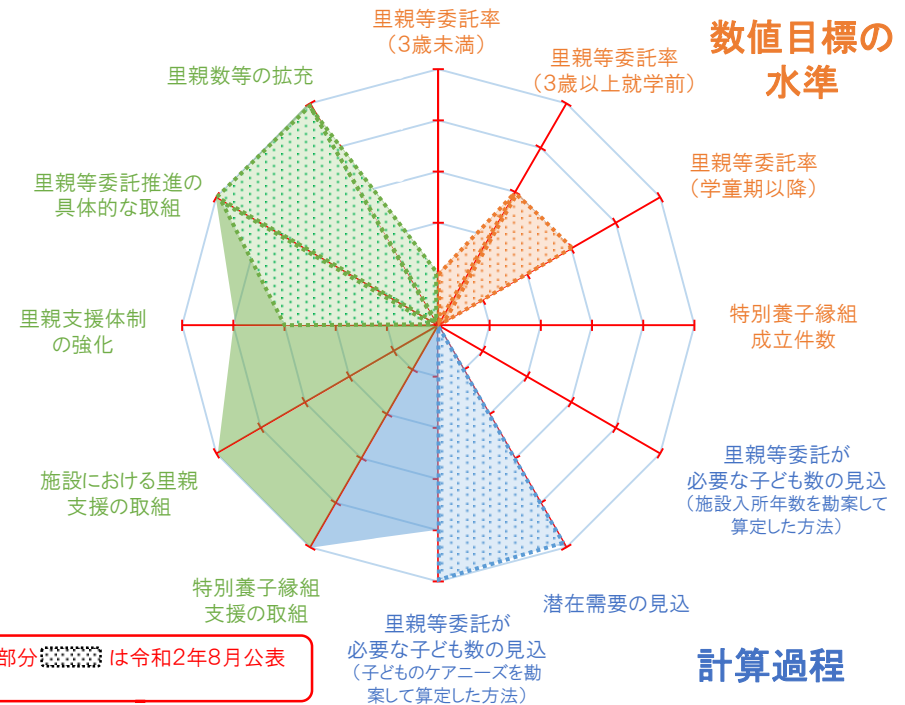 里親等委託率
（3歳未満）
数値目標の
水準
里親等委託率
（3歳以上就学前）
里親数等の拡充
里親等委託率
（学童期以降）
里親等委託推進の
具体的な取組
特別養子縁組
成立件数
里親支援体制
の強化
里親等委託が
必要な子ども数の見込
（施設入所年数を勘案して
算定した方法）
施設における里親
支援の取組
潜在需要の見込
特別養子縁組
支援の取組
里親等委託が
必要な子ども数の見込
（子どものケアニーズを勘
案して算定した方法）
部分 は令和2年8月公表
計算過程